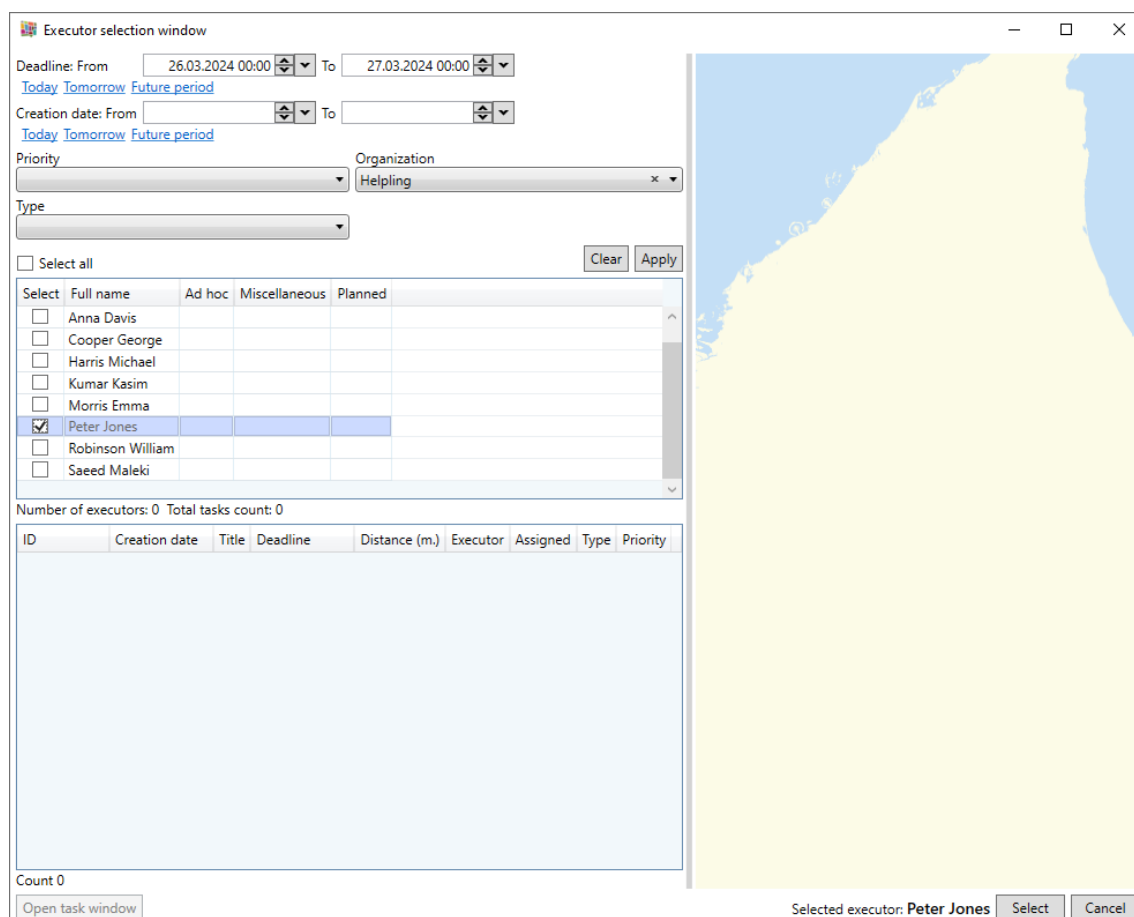 Executor selection window
Deadline: From 26.03.2024 00:00 To 27.03.2024 00:00
Today Tomorrow Future period
Creation date: From To
Today Tomorrow Future period
Priority Organization
Helpling
Type
Select all Clear Apply
Select Full name Ad hoc Miscellaneous Planned
Anna Davis
Cooper George
Harris Michael
Kumar Kasim
Morris Emma
Peter Jones
Robinson William
Saeed Maleki
Number of executors: 0 Total tasks count: 0
ID Creation date Title Deadline Distance (m.) Executor Assigned Type Priority
Count 0
Open task window Selected executor: Peter Jones Select Cancel